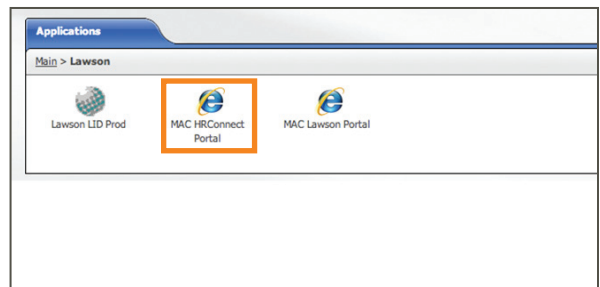 Applications
Main > Lawson
Lawson LID Prod
MAC HRConnect
Portal
MAC Lawson Portal